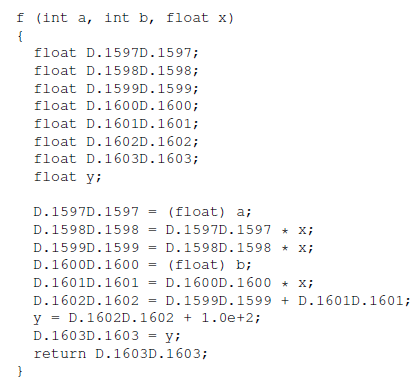 f (int a, int b, float x)
{
float D.1597D.1597;
float D.1598D.1598;
float D.1599D.1599;
float D.1600D.1600;
float D.1601D.1601;
float D.1602D.1602;
float D.1603D.1603;
float y;
D.1597D.1597 = (float) a;
D.1598D.1598 = D.1597D.1597 * x;
D.1599D.1599 = D.1598D.1598 * x;
D.1600D.1600 = (float) b;
D.1601D.1601 = D.1600D.1600 * x;
D.1602D.1602 = D.1599D.1599 + D.1601D.1601;
y = D.1602D.1602 + 1.0e+2;
D.1603D.1603 = y;
return D.1603D.1603;
}